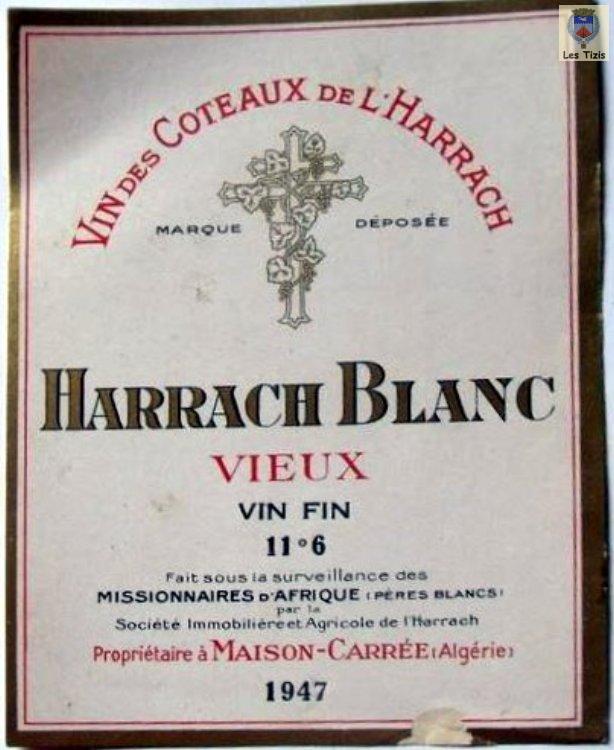 Les Tizis
VIN DES COTEAUX DE L'HARRACH
MARQUE DÉPOSÉE
HARRACH BLANC
VIEUX
VIN FIN
11°6
Fait sous la surveillance des
MISSIONNAIRES D'AFRIQUE (PÈRES BLANCS)
par la
Société Immobilière et Agricole de l'Harrach
Propriétaire à MAISON-CARRÉE (Algérie)
1947